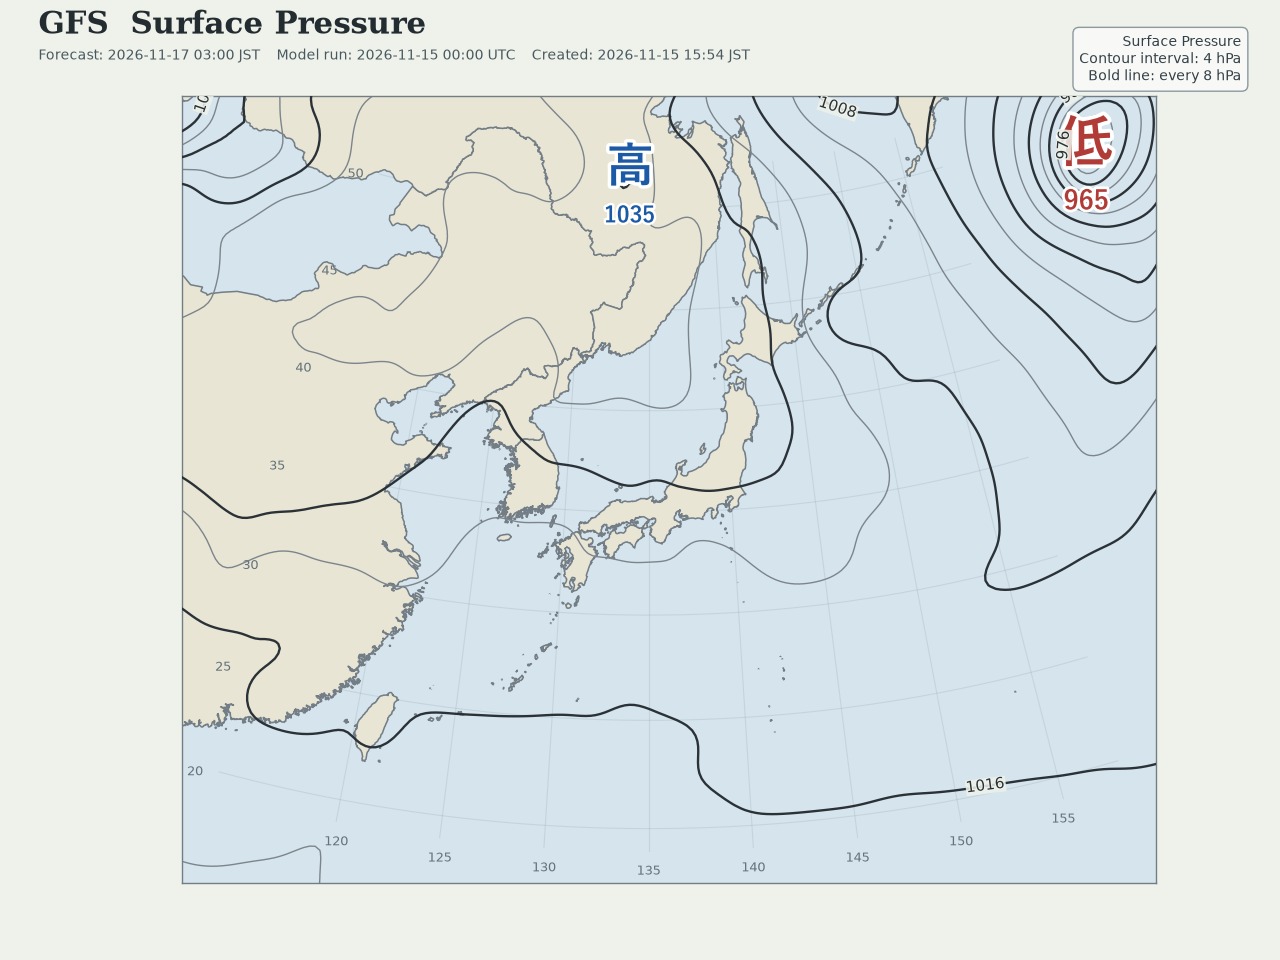 GFS  Surface Pressure
Forecast: 2026-11-17 03:00 JST    Model run: 2026-11-15 00:00 UTC    Created: 2026-11-15 15:54 JST
Surface Pressure
Contour interval: 4 hPa
Bold line: every 8 hPa
1008
976
低
965
高
1035
50
45
40
35
30
25
20
1016
120
125
130
135
140
145
150
155